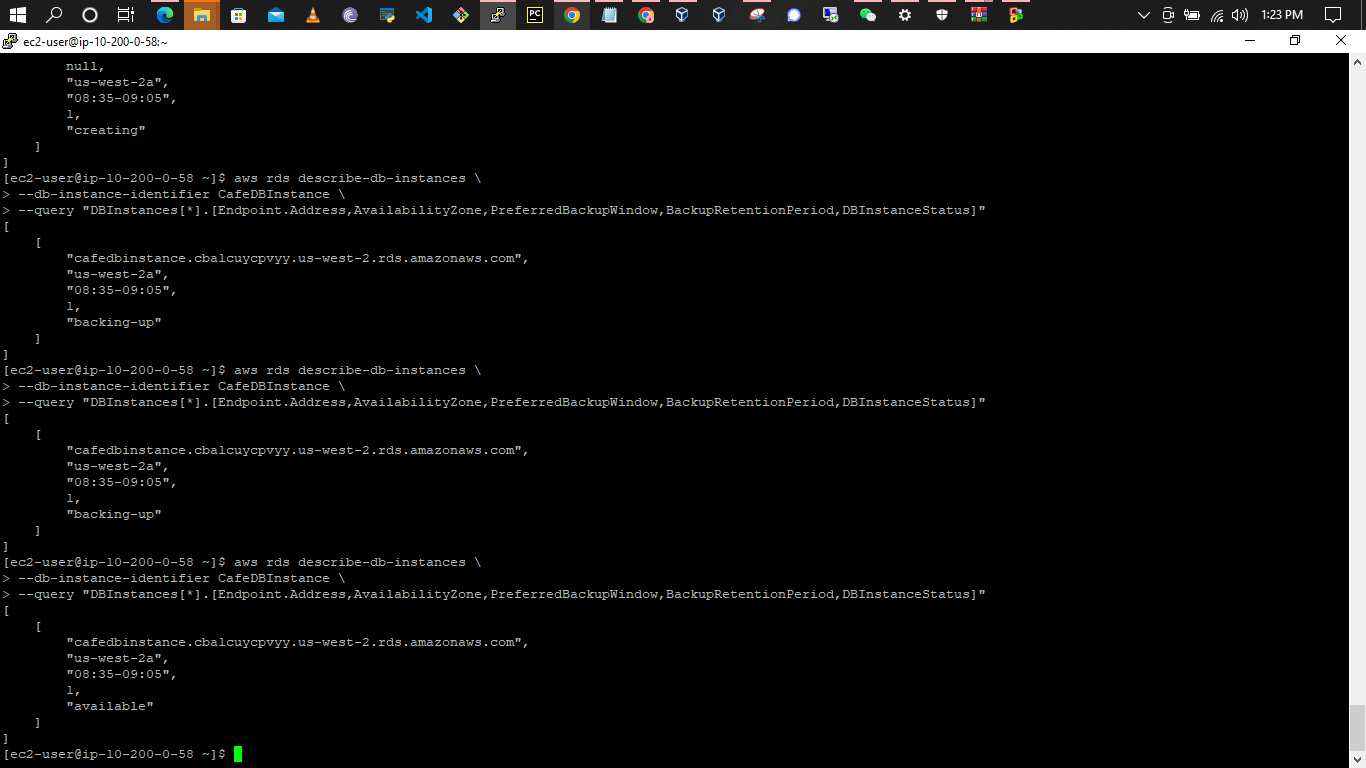 1:23 PM
ec2-user@ip-10-200-0-58:~
null,
"us-west-2a",
"08:35-09:05",
1,
"creating"
]
]
[ec2-user@ip-10-200-0-58 ~]$ aws rds describe-db-instances \
> --db-instance-identifier CafeDBInstance \
> --query "DBInstances[*].[Endpoint.Address,AvailabilityZone,PreferredBackupWindow,BackupRetentionPeriod,DBInstanceStatus]"
[
[
"cafedbinstance.cba1cuycpvyy.us-west-2.rds.amazonaws.com",
"us-west-2a",
"08:35-09:05",
1,
"backing-up"
]
]
[ec2-user@ip-10-200-0-58 ~]$ aws rds describe-db-instances \
> --db-instance-identifier CafeDBInstance \
> --query "DBInstances[*].[Endpoint.Address,AvailabilityZone,PreferredBackupWindow,BackupRetentionPeriod,DBInstanceStatus]"
[
[
"cafedbinstance.cba1cuycpvyy.us-west-2.rds.amazonaws.com",
"us-west-2a",
"08:35-09:05",
1,
"backing-up"
]
]
[ec2-user@ip-10-200-0-58 ~]$ aws rds describe-db-instances \
> --db-instance-identifier CafeDBInstance \
> --query "DBInstances[*].[Endpoint.Address,AvailabilityZone,PreferredBackupWindow,BackupRetentionPeriod,DBInstanceStatus]"
[
[
"cafedbinstance.cba1cuycpvyy.us-west-2.rds.amazonaws.com",
"us-west-2a",
"08:35-09:05",
1,
"available"
]
]
[ec2-user@ip-10-200-0-58 ~]$